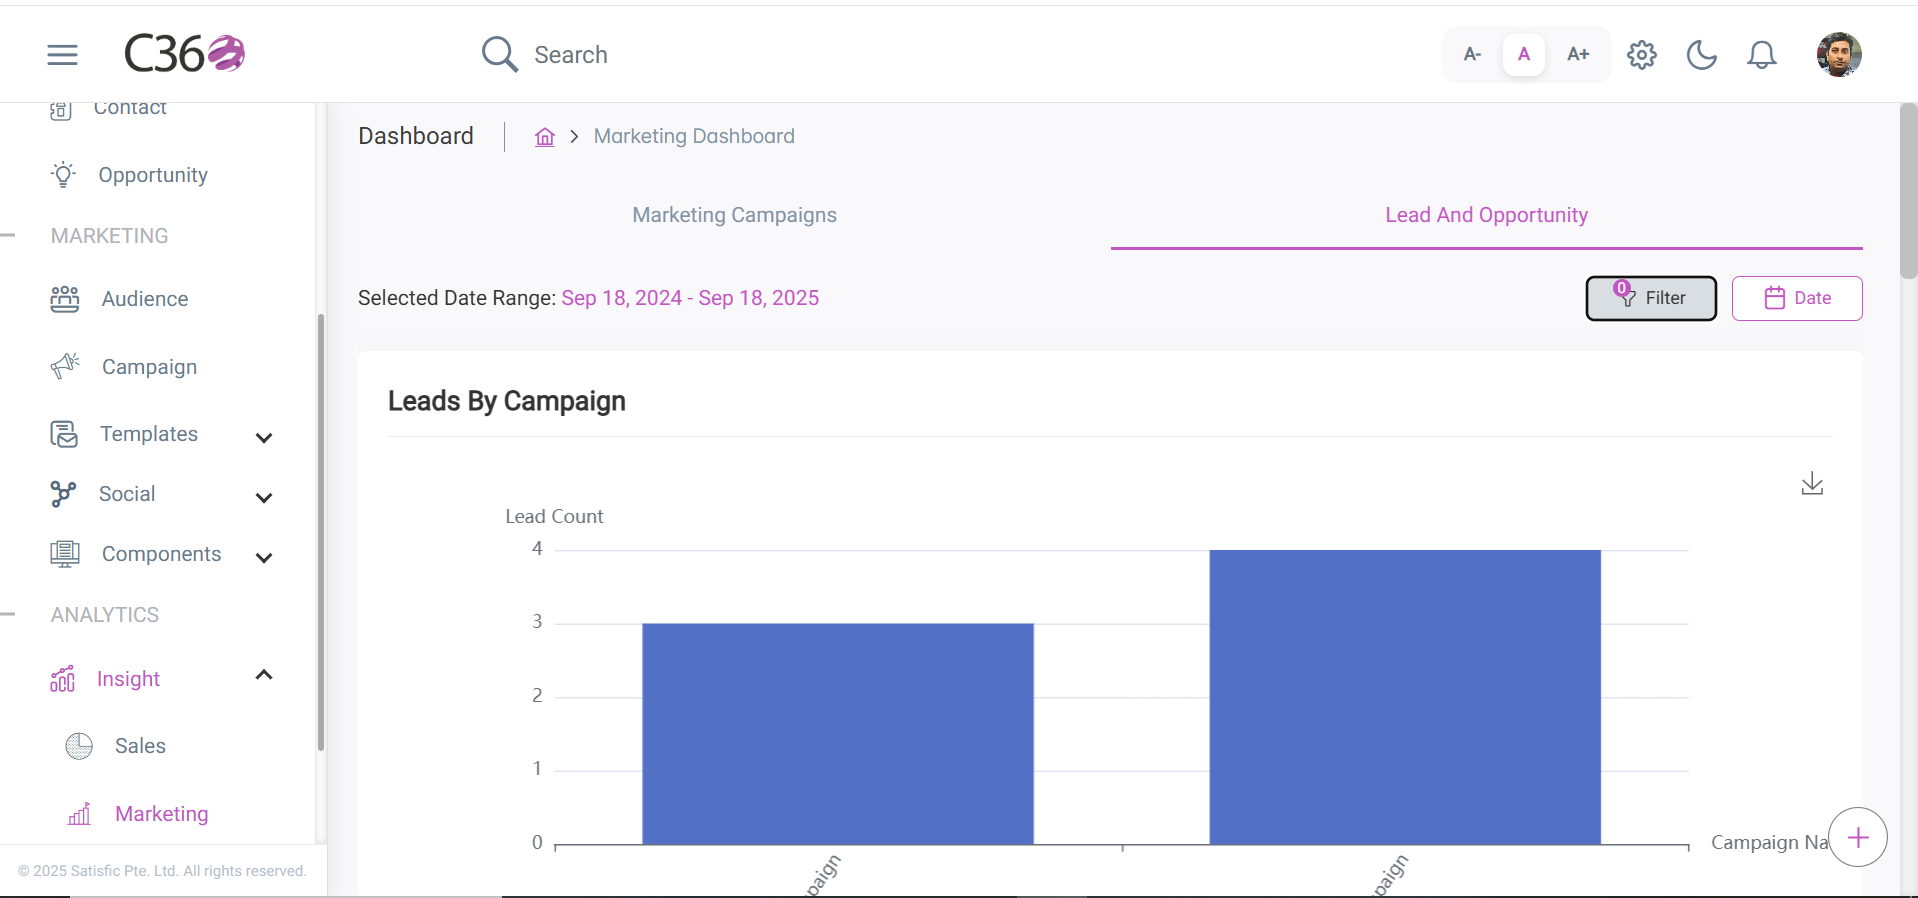 C360
Search
A-
A
A+
Contact
Opportunity
MARKETING
Audience
Campaign
Templates
Social
Components
ANALYTICS
Insight
Sales
Marketing
© 2025 Satisfic Pte. Ltd. All rights reserved.
Dashboard
Marketing Dashboard
Marketing Campaigns
Lead And Opportunity
Selected Date Range: Sep 18, 2024 - Sep 18, 2025
0
Filter
Date
Leads By Campaign
Lead Count
4
3
2
1
0
Campaign Na
paign
paign